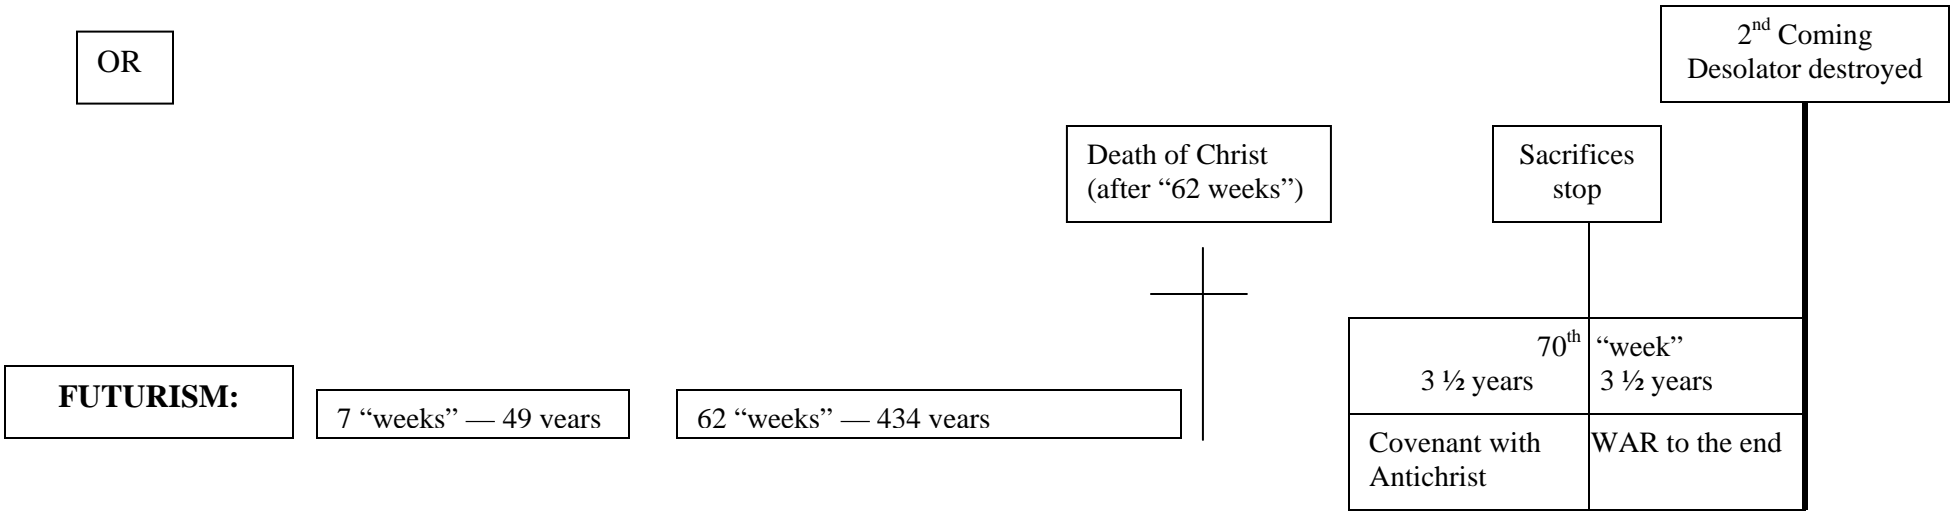 OR
2nd Coming
Desolator destroyed
Death of Christ
(after “62 weeks”)
Sacrifices
stop
FUTURISM:
7 “weeks” — 49 years
62 “weeks” — 434 years
70th “week”
3 ½ years 3 ½ years
Covenant with
Antichrist
WAR to the end